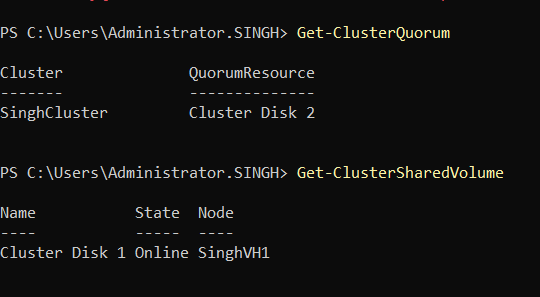 PS C:\Users\Administrator.SINGH> Get-ClusterQuorum
Cluster QuorumResource
------- --------------
SinghCluster Cluster Disk 2
PS C:\Users\Administrator.SINGH> Get-ClusterSharedVolume
Name State Node
---- ----- ----
Cluster Disk 1 Online SinghVH1